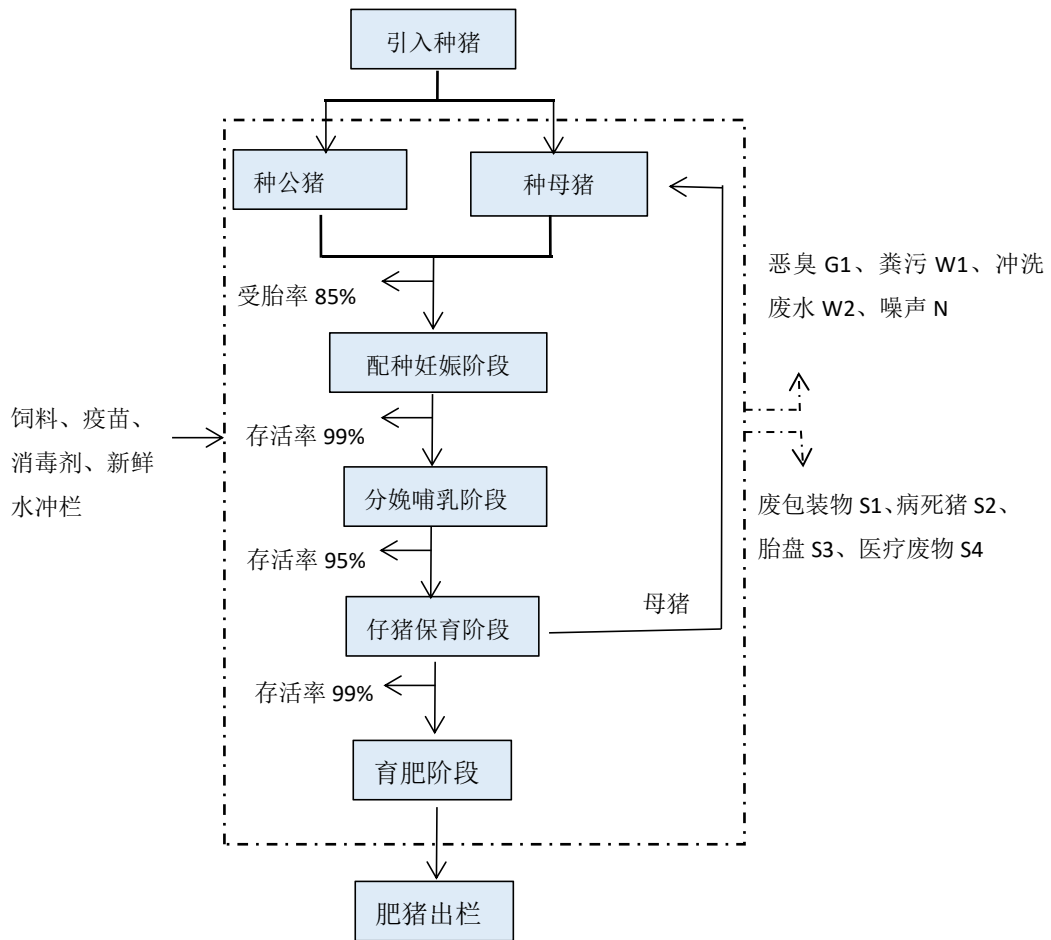 引入种猪
种公猪
种母猪
受胎率 85%
恶臭 G1、粪污 W1、冲洗
废水 W2、噪声 N
配种妊娠阶段
饲料、疫苗、
消毒剂、新鲜
水冲栏
存活率 99%
分娩哺乳阶段
废包装物 S1、病死猪 S2、
胎盘 S3、医疗废物 S4
存活率 95%
母猪
仔猪保育阶段
存活率 99%
育肥阶段
肥猪出栏